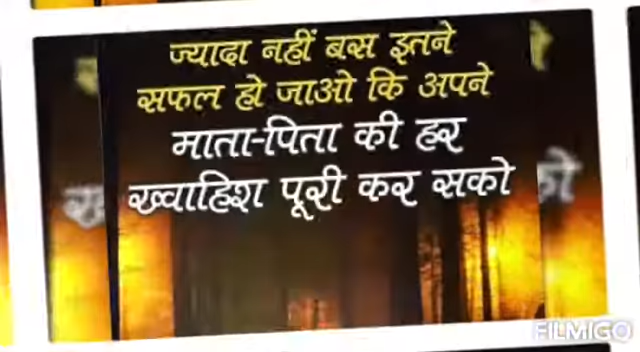 ज्यादा नहीं बस इतने
सफल हो जाओ कि अपने
माता-पिता की हर
ख्वाहिश पूरी कर सको
FILMIGO